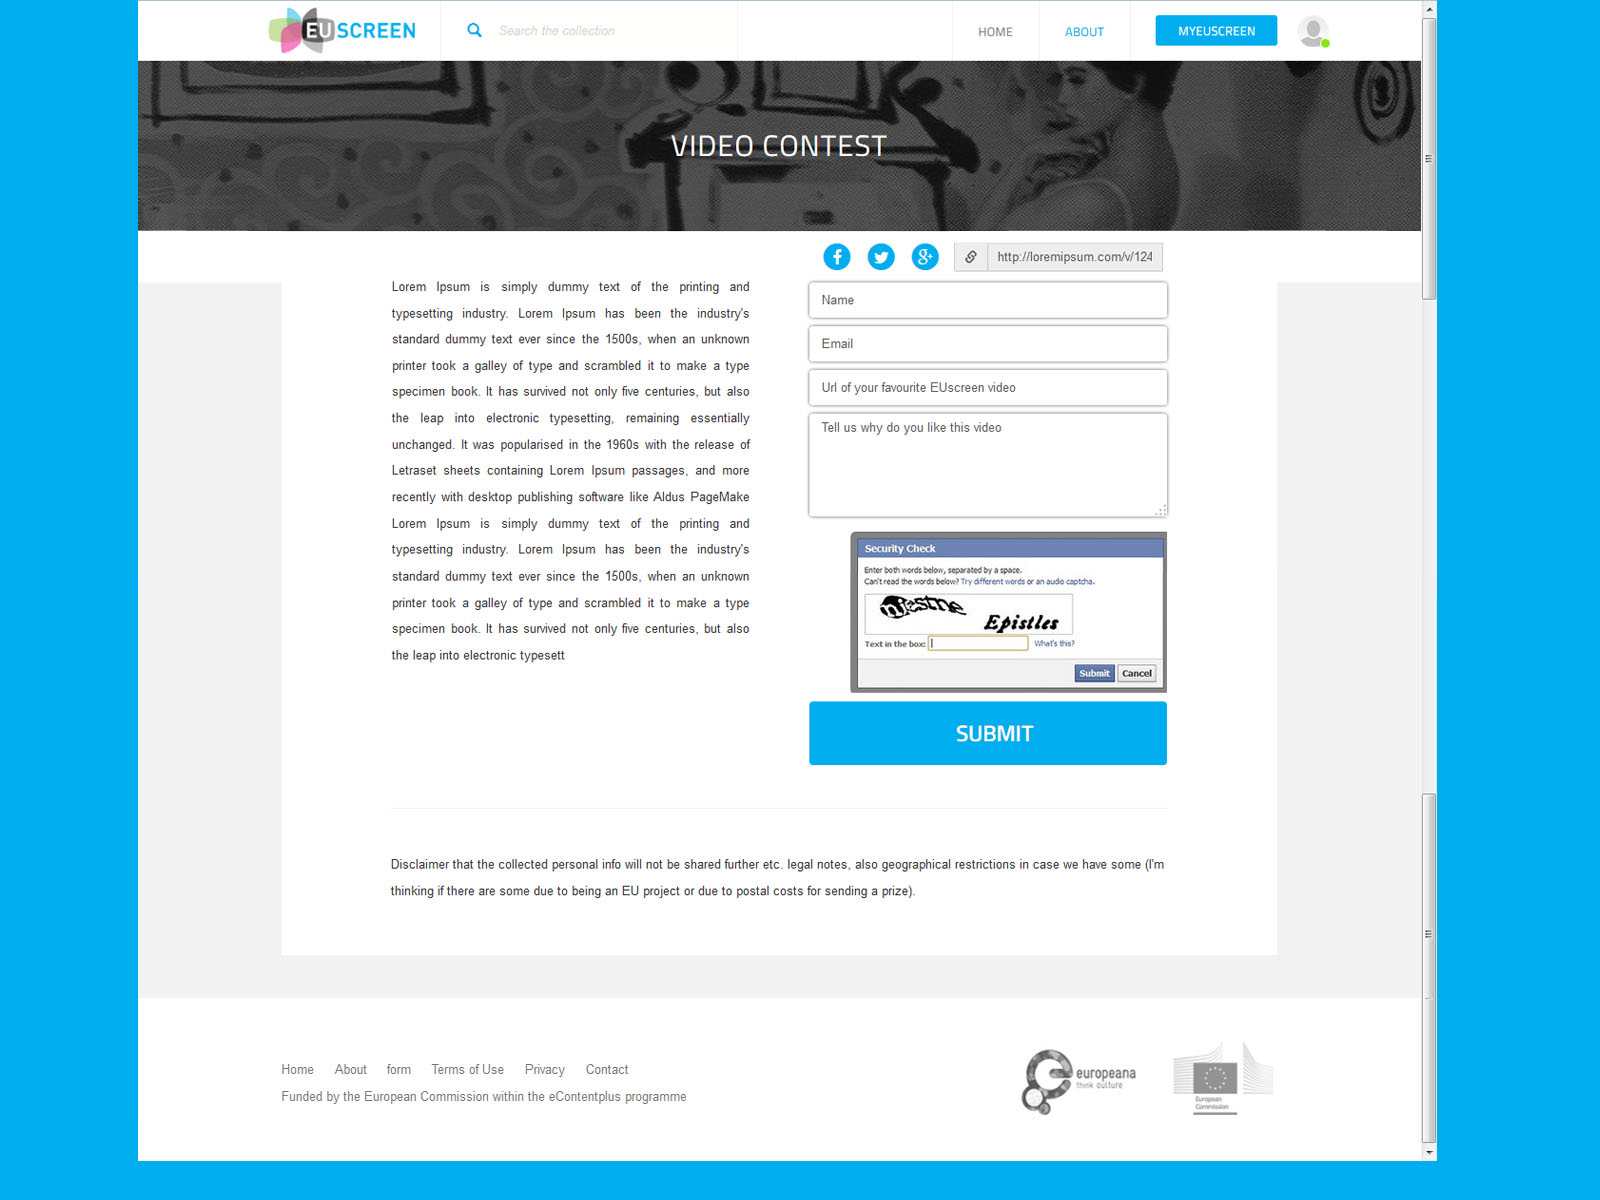 EUSCREEN
Search the collection
HOME
ABOUT
MYEUSCREEN
VIDEO CONTEST
http://loremipsum.com/v/124
Lorem Ipsum is simply dummy text of the printing and
typesetting industry. Lorem Ipsum has been the industry's
standard dummy text ever since the 1500s, when an unknown
printer took a galley of type and scrambled it to make a type
specimen book. It has survived not only five centuries, but also
the leap into electronic typesetting, remaining essentially
unchanged. It was popularised in the 1960s with the release of
Letraset sheets containing Lorem Ipsum passages, and more
recently with desktop publishing software like Aldus PageMake
Lorem Ipsum is simply dummy text of the printing and
typesetting industry. Lorem Ipsum has been the industry's
standard dummy text ever since the 1500s, when an unknown
printer took a galley of type and scrambled it to make a type
specimen book. It has survived not only five centuries, but also
the leap into electronic typesett
Name
Email
Url of your favourite EUscreen video
Tell us why do you like this video
Security Check
Enter both words below, separated by a space.
Can't read the words below? Try different words or an audio captcha.
Epistles
Text in the box:
What's this?
Submit
Cancel
SUBMIT
Disclaimer that the collected personal info will not be shared further etc. legal notes, also geographical restrictions in case we have some (I'm
thinking if there are some due to being an EU project or due to postal costs for sending a prize).
Home About form Terms of Use Privacy Contact
Funded by the European Commission within the eContentplus programme
europeana
think culture
European
Commission